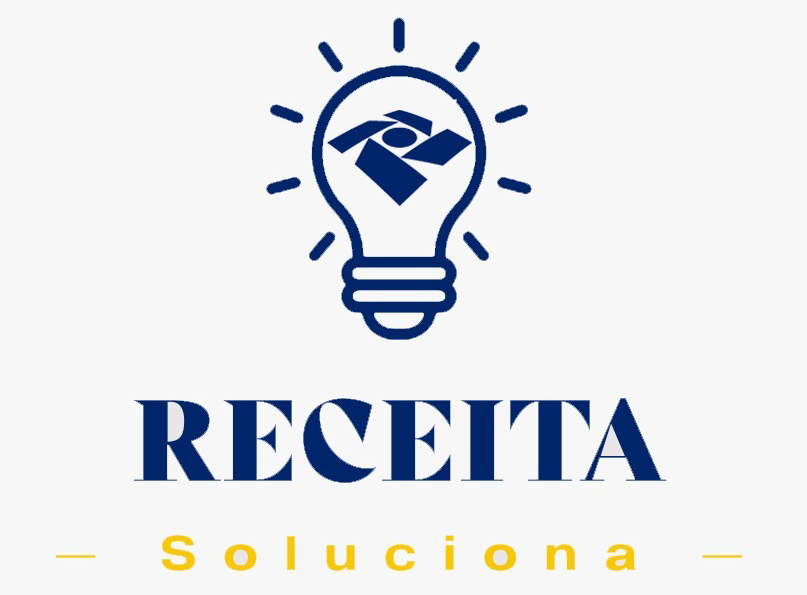 RECEITA
— Soluciona —